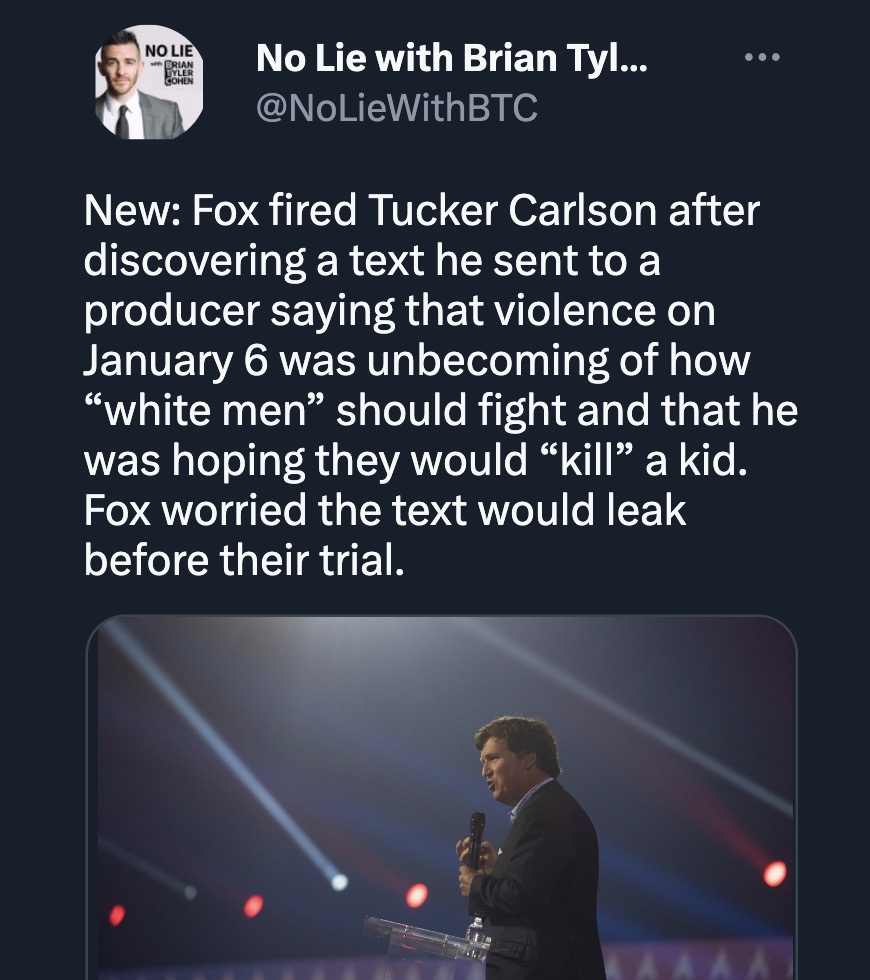 NO LIE
with BRIAN
TYLER
COHEN
No Lie with Brian Tyl...
@NoLieWithBTC
New: Fox fired Tucker Carlson after
discovering a text he sent to a
producer saying that violence on
January 6 was unbecoming of how
“white men” should fight and that he
was hoping they would “kill” a kid.
Fox worried the text would leak
before their trial.